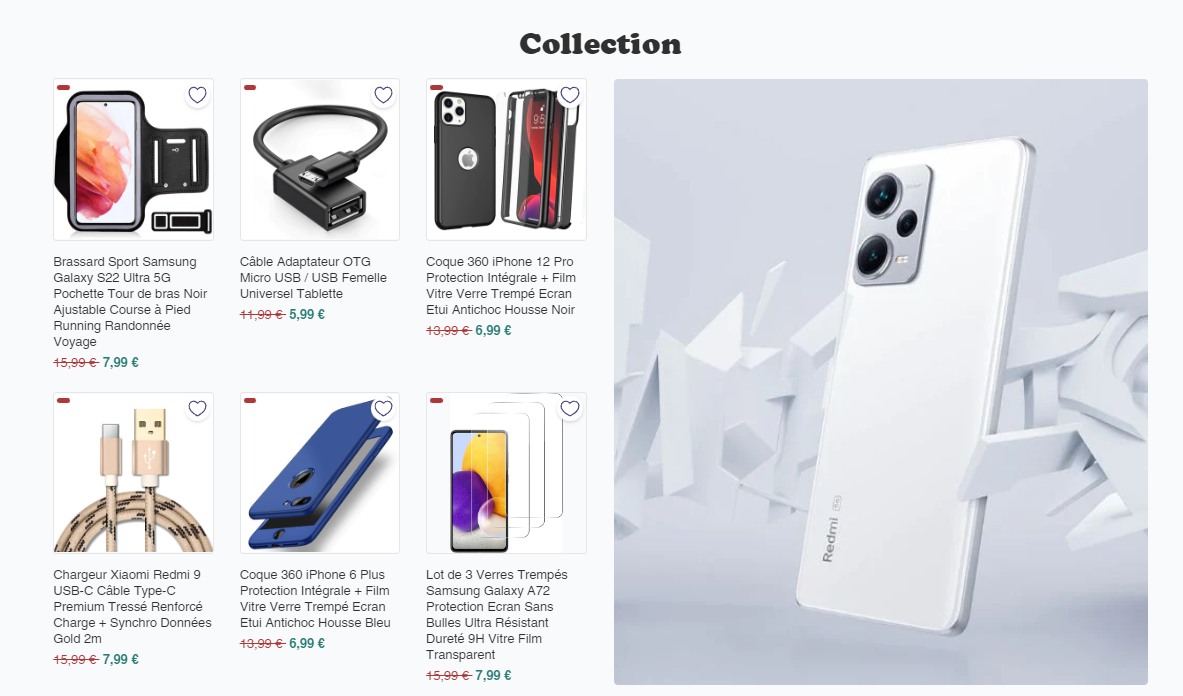 Collection
Brassard Sport Samsung
Galaxy S22 Ultra 5G
Pochette Tour de bras Noir
Ajustable Course à Pied
Running Randonnée
Voyage
15,99 € 7,99 €
Câble Adaptateur OTG
Micro USB / USB Femelle
Universel Tablette
11,99 € 5,99 €
9:5
Coque 360 iPhone 12 Pro
Protection Intégrale + Film
Vitre Verre Trempé Ecran
Etui Antichoc Housse Noir
13,99 € 6,99 €
Chargeur Xiaomi Redmi 9
USB-C Câble Type-C
Premium Tressé Renforcé
Charge + Synchro Données
Gold 2m
15,99 € 7,99 €
Coque 360 iPhone 6 Plus
Protection Intégrale + Film
Vitre Verre Trempé Ecran
Etui Antichoc Housse Bleu
13,99 € 6,99 €
Lot de 3 Verres Trempés
Samsung Galaxy A72
Protection Ecran Sans
Bulles Ultra Résistant
Dureté 9H Vitre Film
Transparent
15,99 € 7,99 €
Redmi 5G